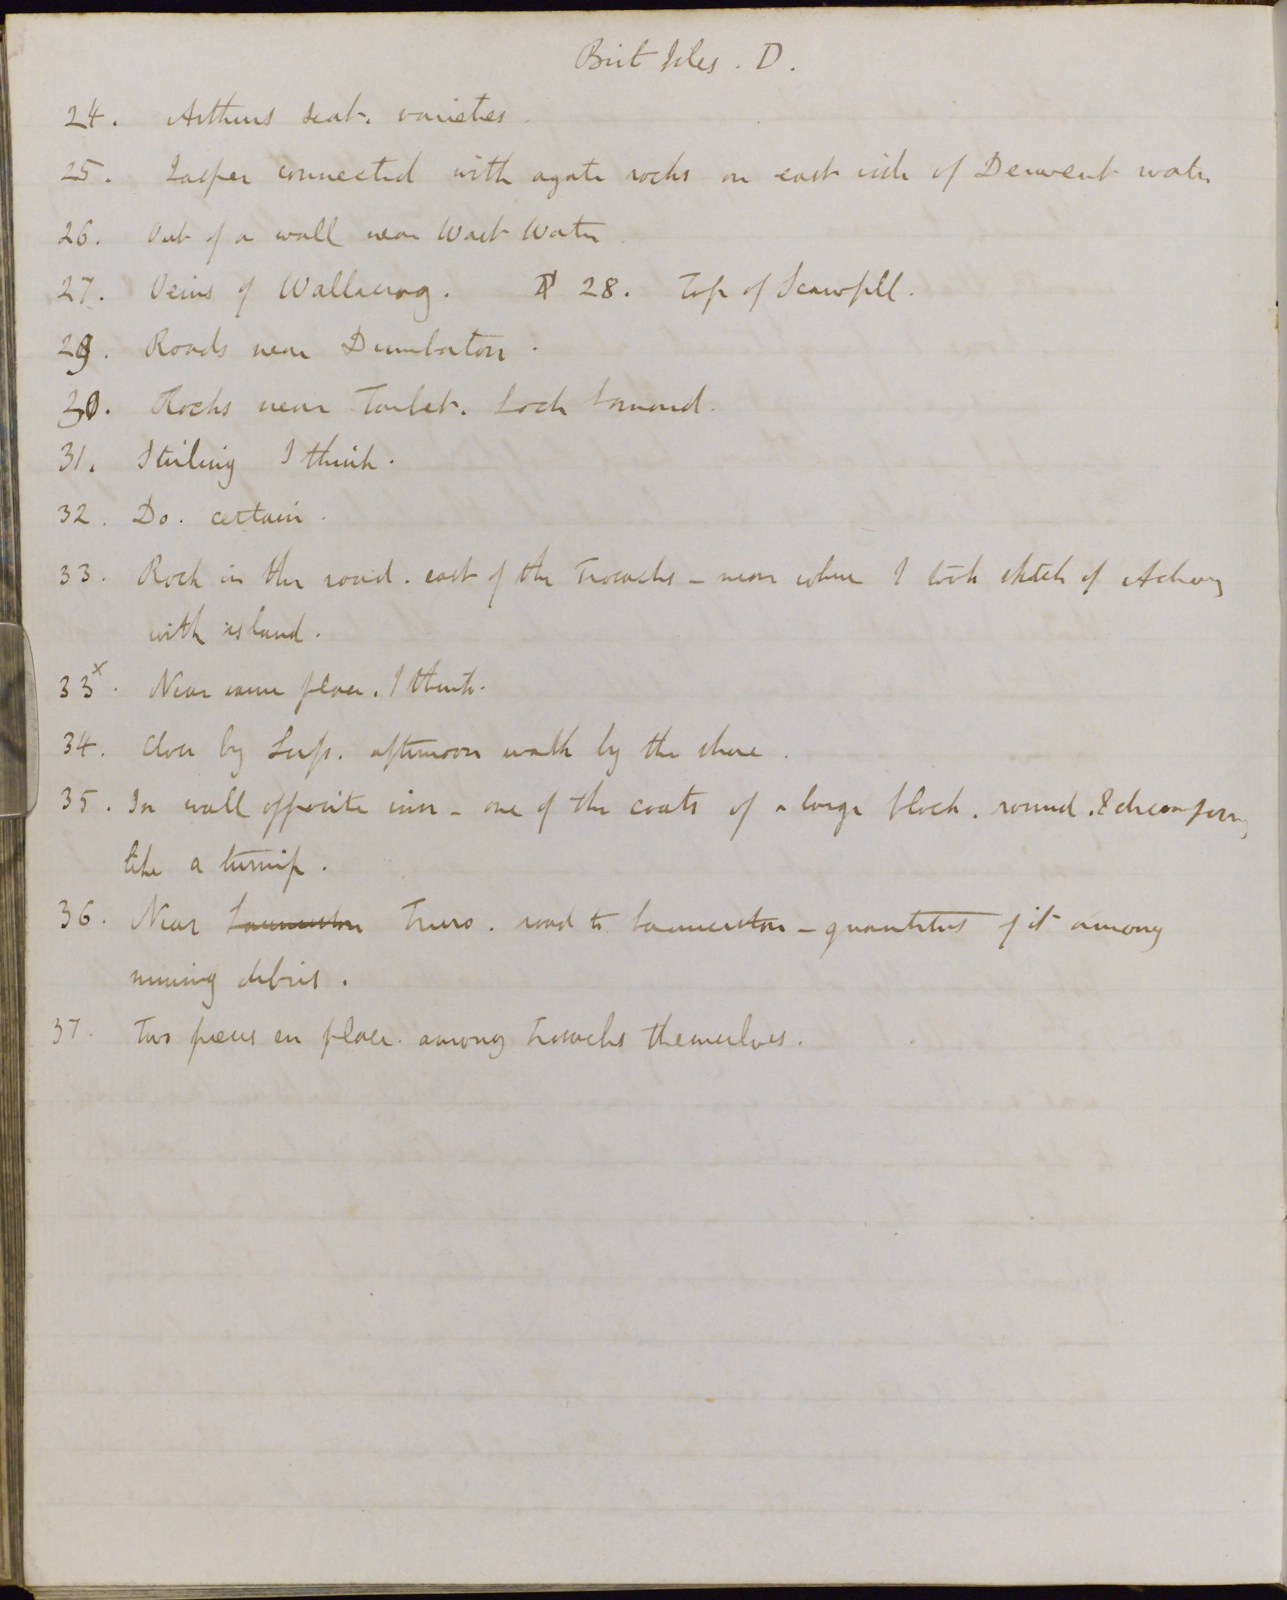 Brit Isles. D.
24. Arthurs Seat. varieties.
25. Jasper connected with agate rocks on east side of Derwent water
26. Out of a wall near Wast Water
27. Veins of Wallacrag. 28. Top of Scawfell.
29. Roads near Dumbarton.
30. Rocks near Tarbet. Loch Lomond.
31. Stirling I think.
32. Do. certain.
33. Rock in the road. east of the Trosachs - near where I took sketch of Achray
with island.
33x. Near same place. I think.
34. Close by afternoon walk by the shore.
35. In wall opposite inn - one of the coats of a large block. round. & decomposing
like a turnip.
36. Near Launceston Truro. road to Launceston - quantities of it among
mining debris.
37. Two pieces in place among Trosachs themselves.